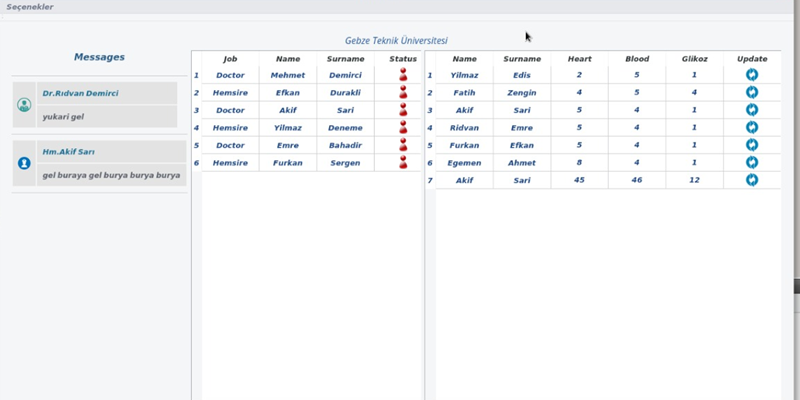 Seçenekler
Gebze Teknik Üniversitesi
Messages
Dr.Rıdvan Demirci
yukari gel
Hm.Akif Sarı
gel buraya gel burya burya burya
Job Name Surname Status
1 Doctor Mehmet Demirci
2 Hemsire Efkan Durakli
3 Doctor Akif Sari
4 Hemsire Yilmaz Deneme
5 Doctor Emre Bahadir
6 Hemsire Furkan Sergen
Name Surname Heart Blood Glikoz Update
1 Yilmaz Edis 2 5 1
2 Fatih Zengin 4 5 4
3 Akif Sari 5 4 1
4 Ridvan Emre 5 4 1
5 Furkan Efkan 5 4 1
6 Egemen Ahmet 8 4 1
7 Akif Sari 45 46 12